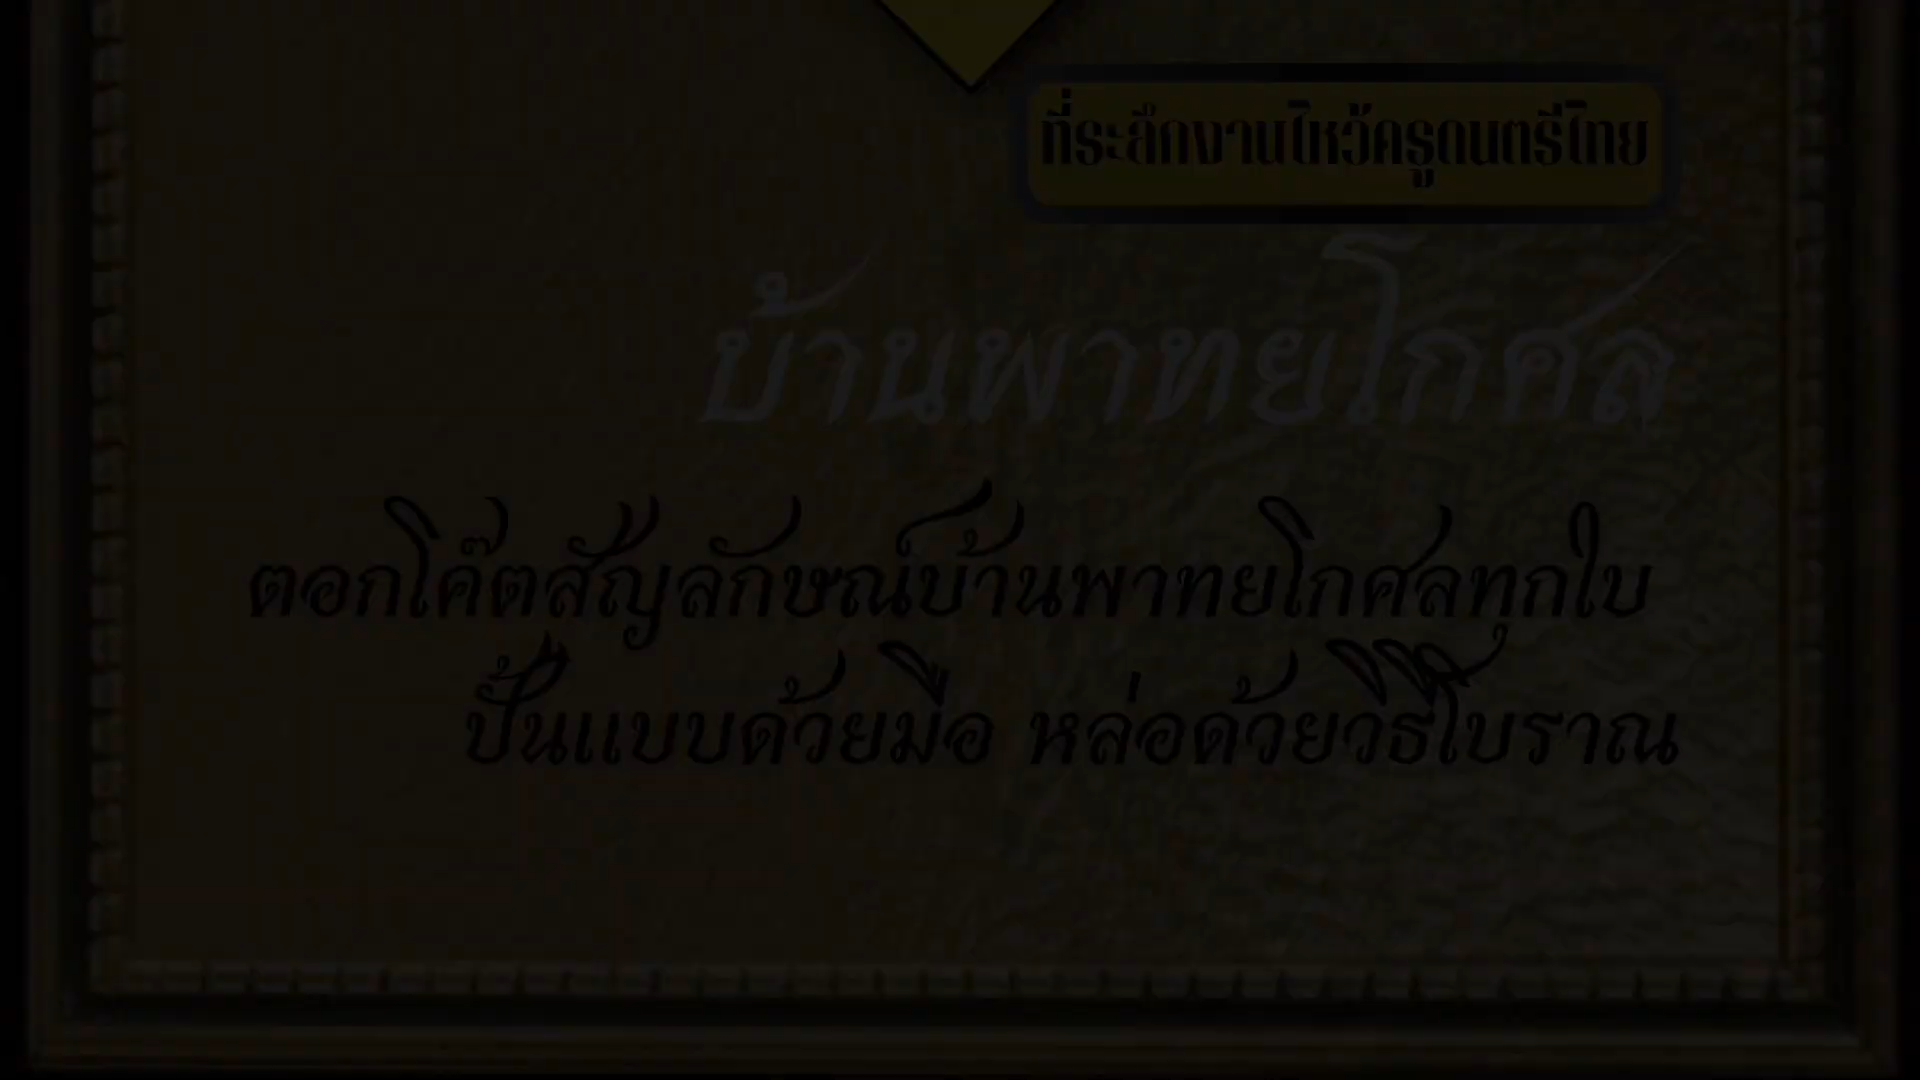 ที่ระลึกงานไหว้ครูดนตรีไทย
บ้านพาทยโกศล
ตอกโค๊ตสัญลักษณ์บ้านพาทยโกศลทุกใบ
ปั้นแบบด้วยมือ หล่อด้วยวิธีโบราณ